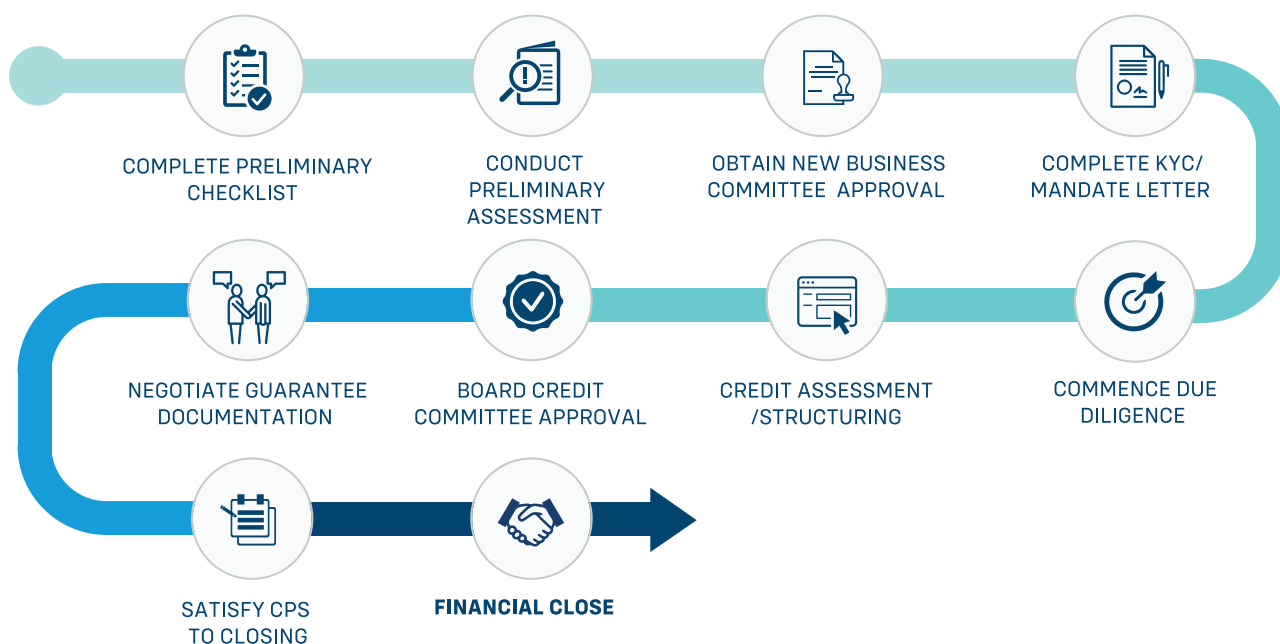 COMPLETE PRELIMINARY
CHECKLIST
CONDUCT
PRELIMINARY
ASSESSMENT
OBTAIN NEW BUSINESS
COMMITTEE APPROVAL
COMPLETE KYC/
MANDATE LETTER
COMMENCE DUE
DILIGENCE
CREDIT ASSESSMENT
/STRUCTURING
BOARD CREDIT
COMMITTEE APPROVAL
NEGOTIATE GUARANTEE
DOCUMENTATION
SATISFY CPS
TO CLOSING
FINANCIAL CLOSE